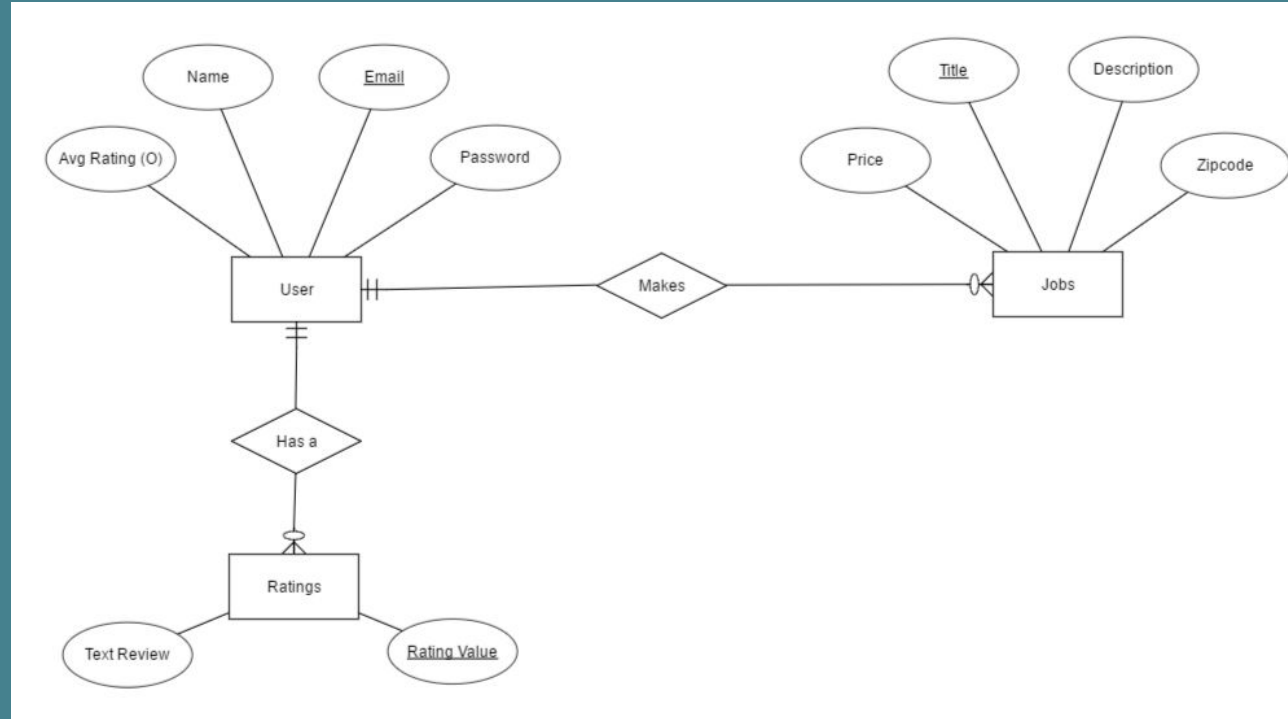 Name
Email
Avg Rating (O)
Password
Title
Description
Price
Zipcode
User
Makes
Jobs
Has a
Ratings
Text Review
Rating Value